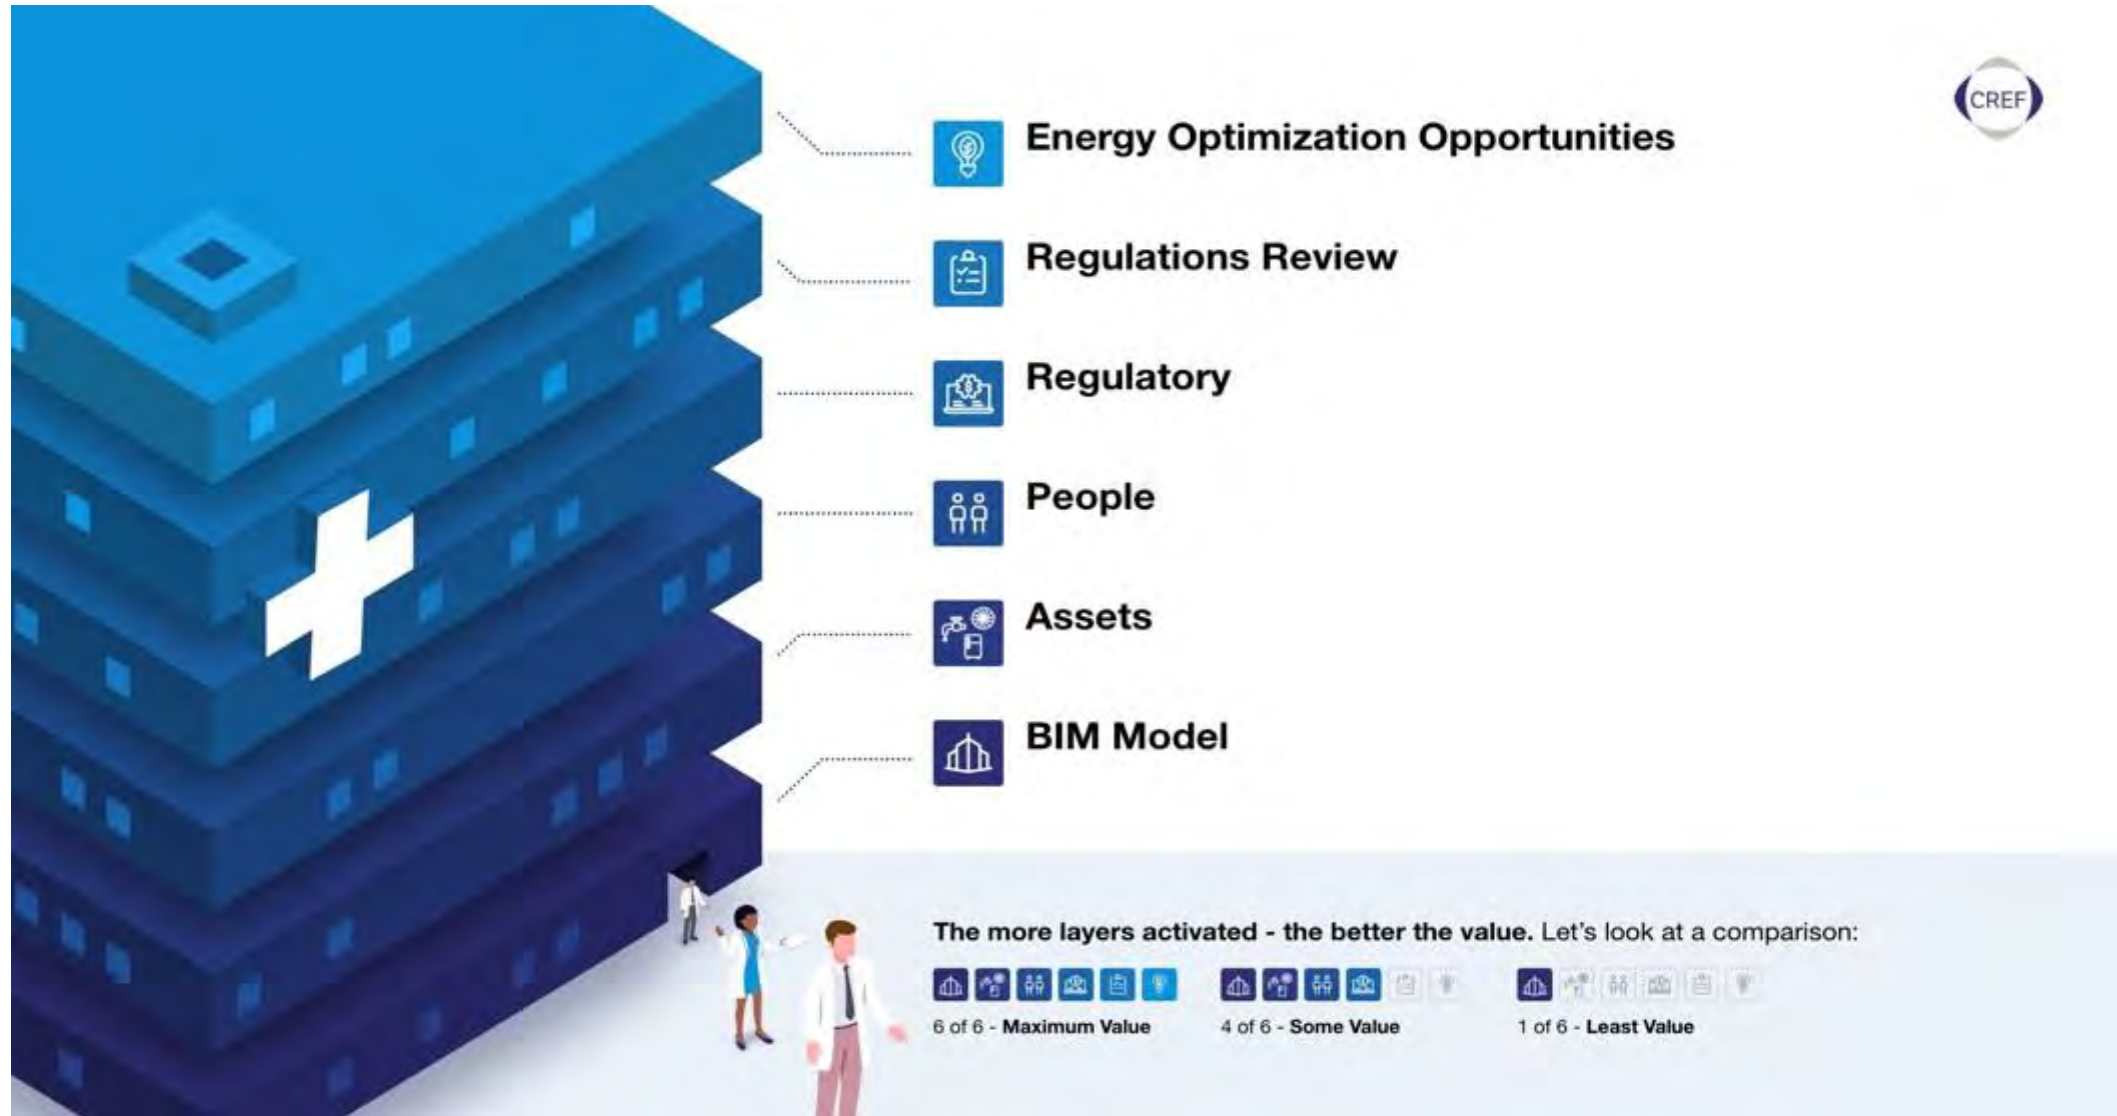 CREF
Energy Optimization Opportunities
Regulations Review
Regulatory
People
Assets
BIM Model
The more layers activated - the better the value. Let's look at a comparison:
6 of 6 - Maximum Value
4 of 6 - Some Value
1 of 6 - Least Value